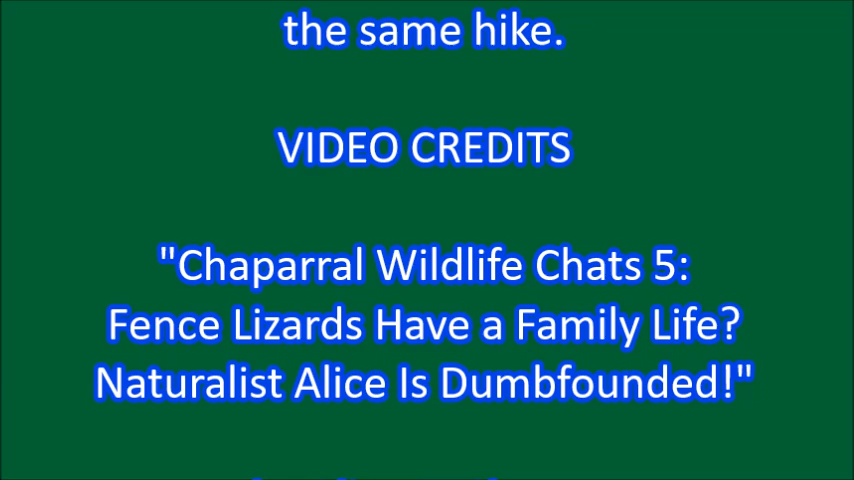 the same hike.
VIDEO CREDITS
"Chaparral Wildlife Chats 5:
Fence Lizards Have a Family Life?
Naturalist Alice Is Dumbfounded!"